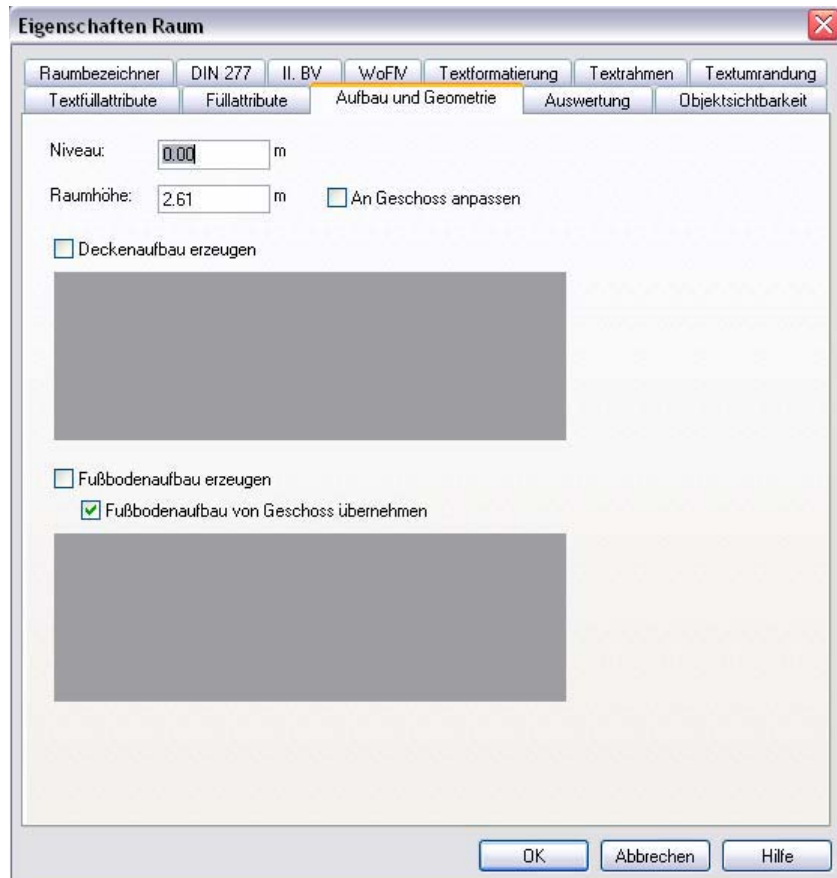 Eigenschaften Raum
Raumbezeichner DIN 277 II. BV WoFlV Textformatierung Textrahmen Textumrandung
Textfüllattribute Füllattribute Aufbau und Geometrie Auswertung Objektsichtbarkeit
Niveau: 0.00 m
Raumhöhe: 2.61 m An Geschoss anpassen
Deckenaufbau erzeugen
Fußbodenaufbau erzeugen
Fußbodenaufbau von Geschoss übernehmen
OK Abbrechen Hilfe